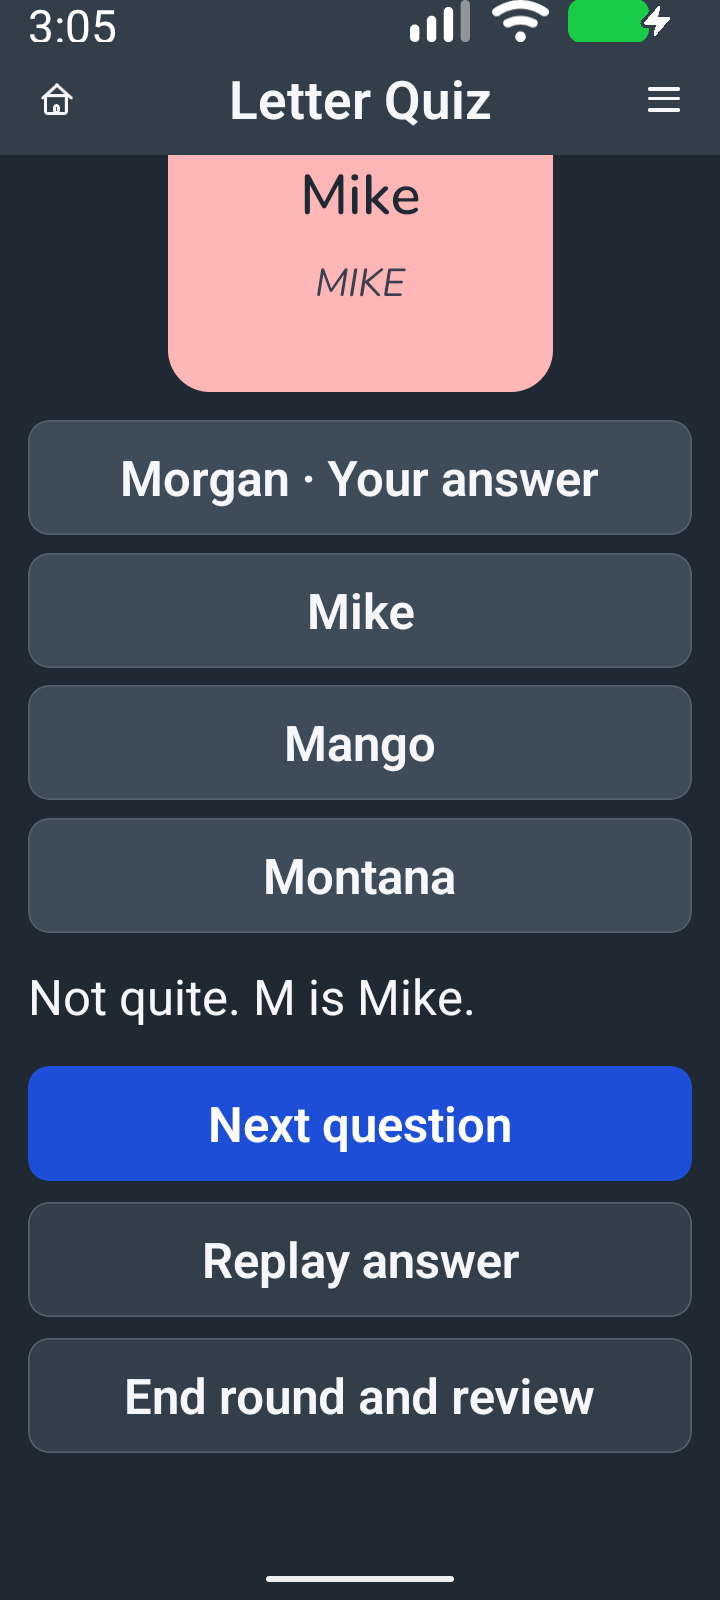 3:05
Letter Quiz
Mike
MIKE
Morgan · Your answer
Mike
Mango
Montana
Not quite. M is Mike.
Next question
Replay answer
End round and review